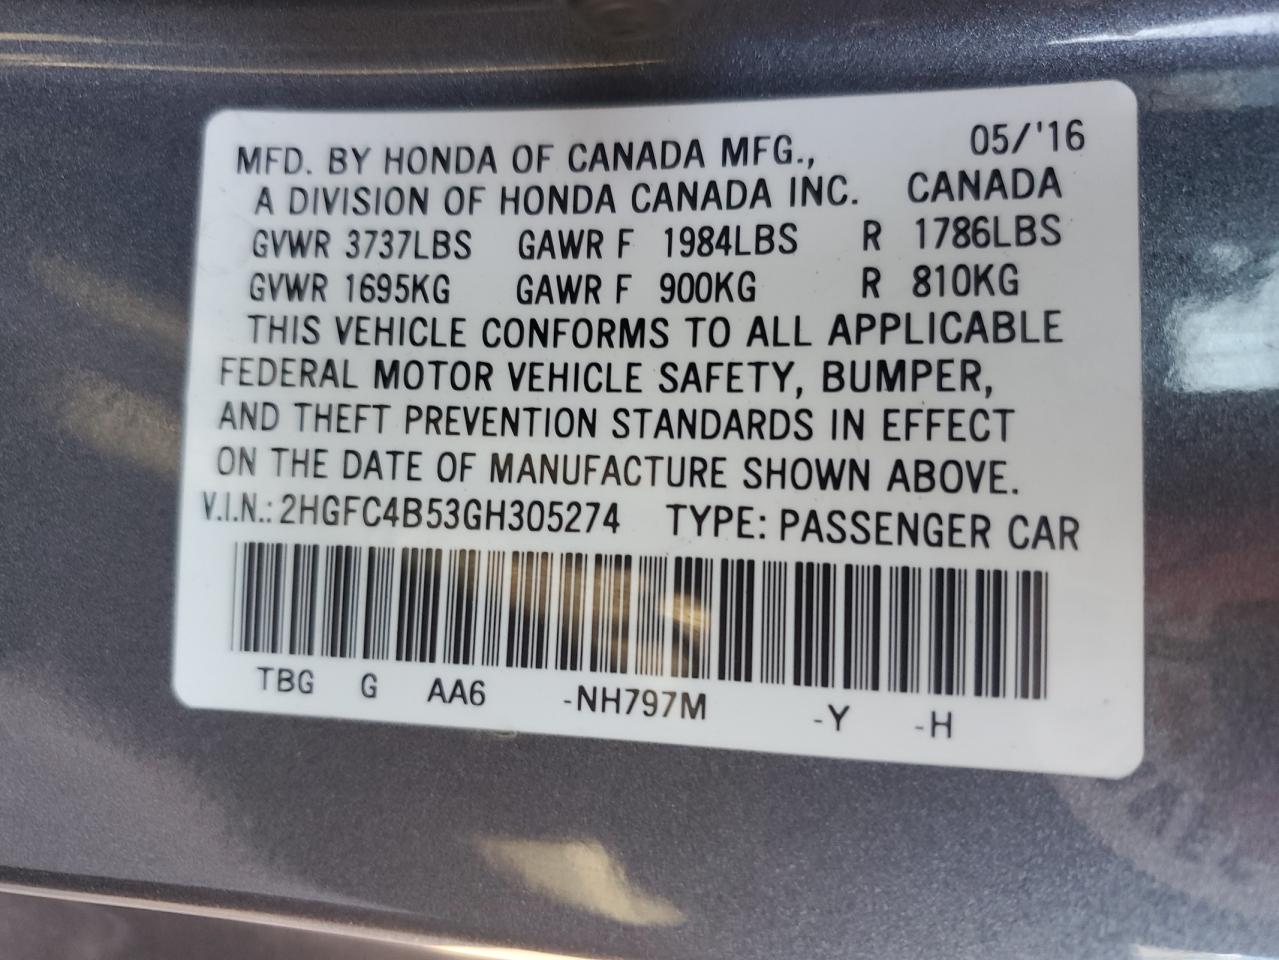 MFD. BY HONDA OF CANADA MFG., 05/'16
A DIVISION OF HONDA CANADA INC. CANADA
GVWR 3737LBS GAWR F 1984LBS R 1786LBS
GVWR 1695KG GAWR F 900KG R 810KG
THIS VEHICLE CONFORMS TO ALL APPLICABLE
FEDERAL MOTOR VEHICLE SAFETY, BUMPER,
AND THEFT PREVENTION STANDARDS IN EFFECT
ON THE DATE OF MANUFACTURE SHOWN ABOVE.
V.I.N.: 2HGFC4B53GH305274 TYPE: PASSENGER CAR
TBG G AA6 -NH797M -Y -H